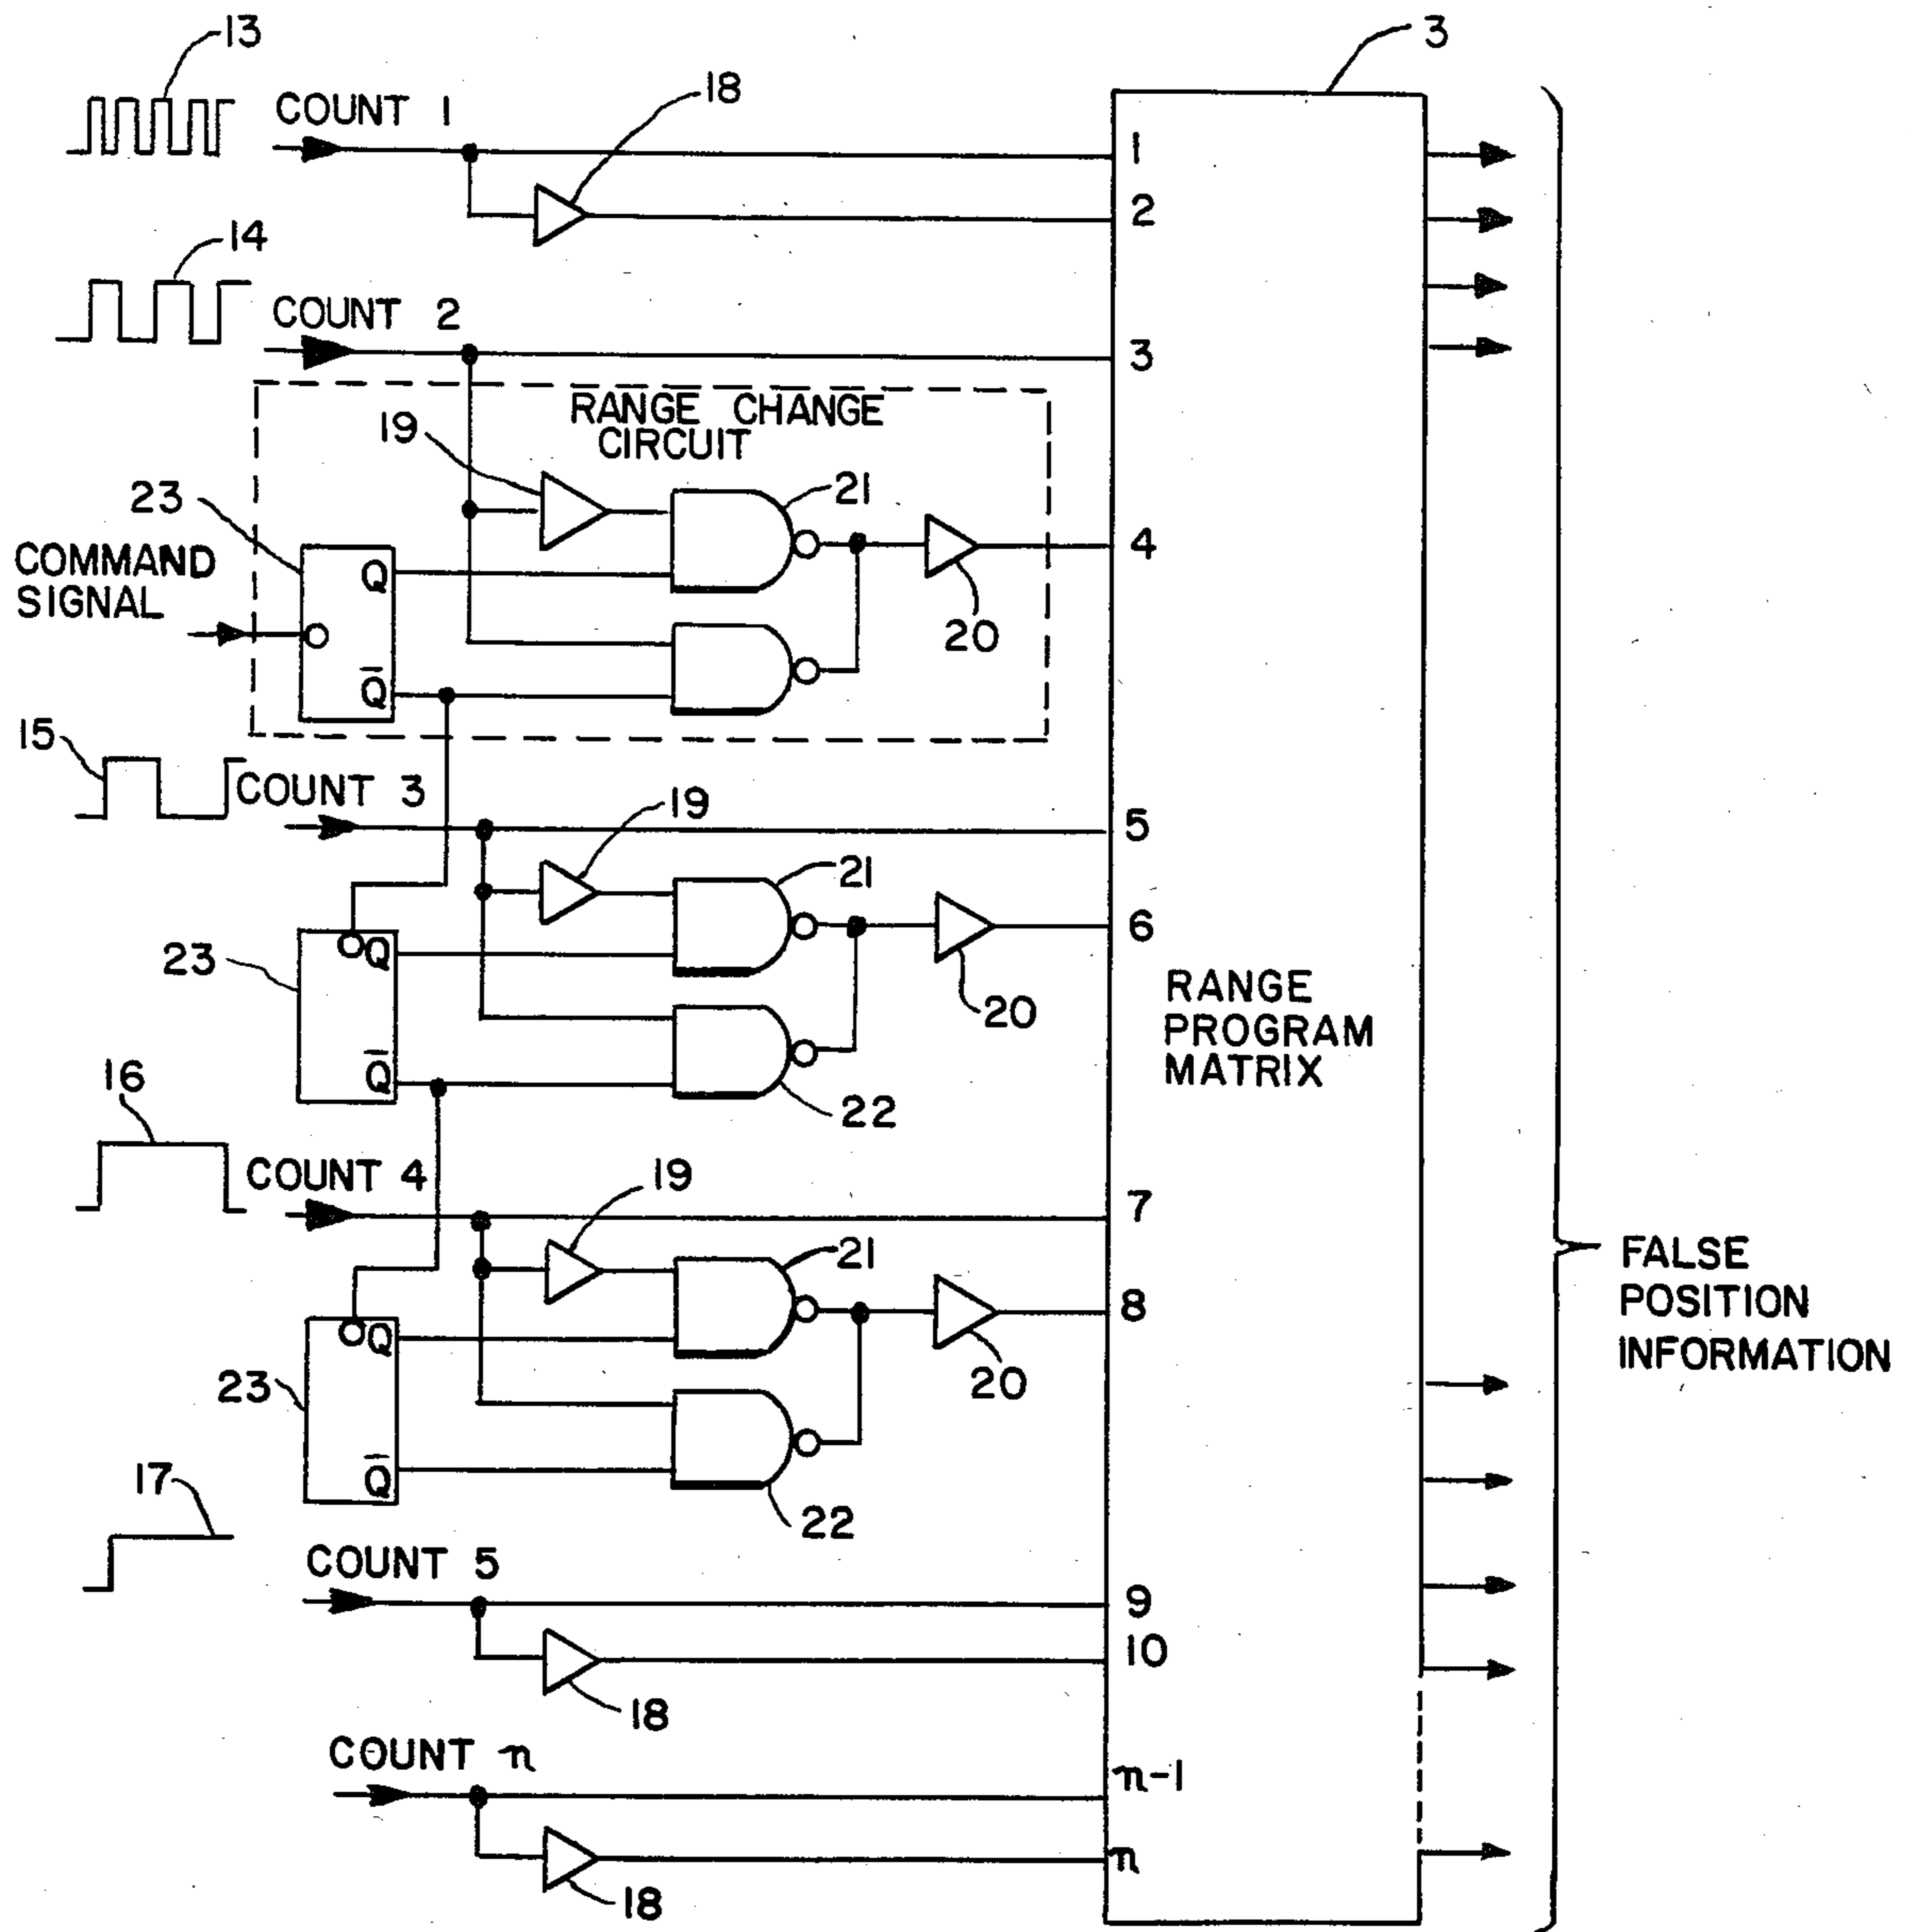 13
3
COUNT 1
18
1
2
14
COUNT 2
3
RANGE CHANGE
CIRCUIT
19
21
23
COMMAND
SIGNAL
Q
4
20
Q̅
15
COUNT 3
19
5
21
23
Q
6
20
RANGE
PROGRAM
MATRIX
Q̅
22
16
COUNT 4
19
7
21
Q
8
20
23
FALSE
POSITION
INFORMATION
Q̅
22
17
COUNT 5
9
10
18
COUNT n
n-1
n
18